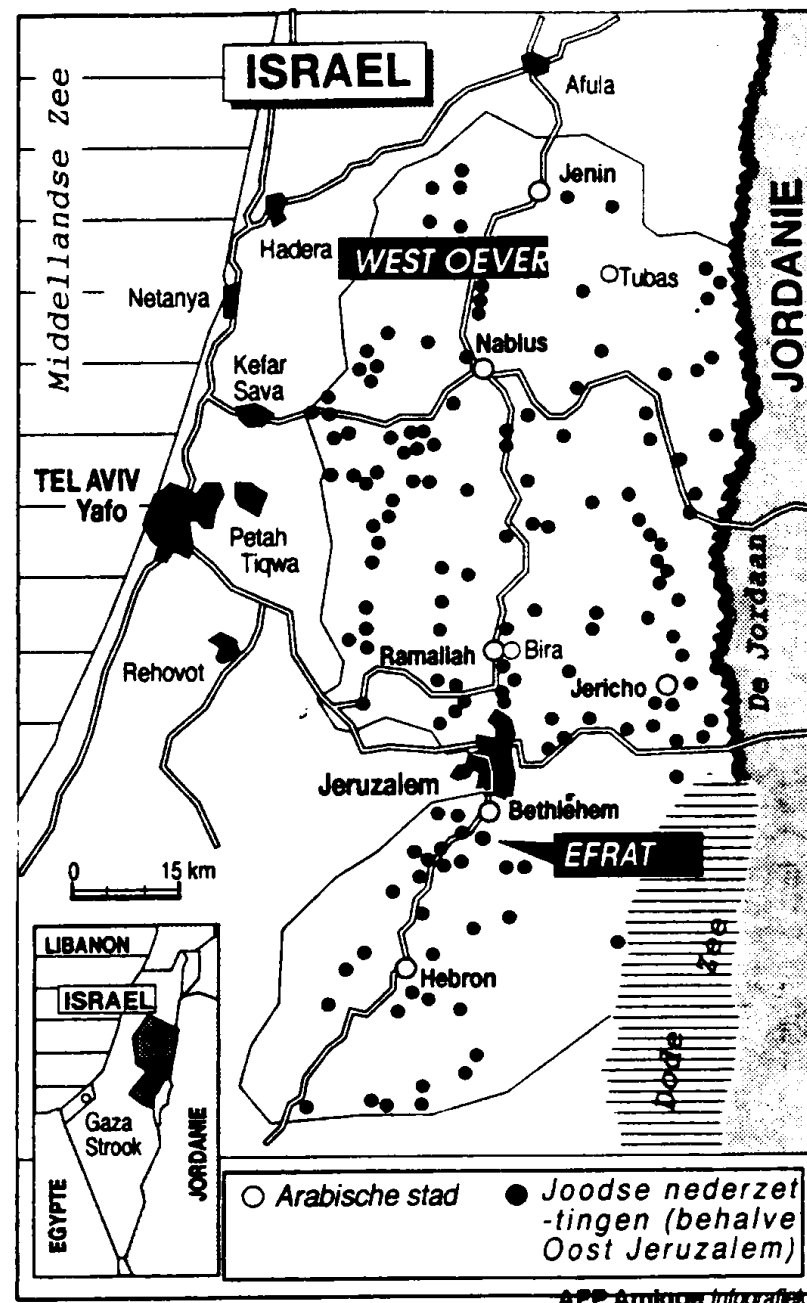 ISRAEL
Afula
Middellandse Zee
Jenin
JORDANIE
Hadera
WEST OEVER
Tubas
Netanya
Nablus
Kefar
Sava
TEL AVIV
Yafo
Petah
Tiqwa
De Jordaan
Ramallah
Bira
Rehovot
Jericho
Jeruzalem
Bethlehem
EFRAT
0 15 km
Dode Zee
Hebron
LIBANON
ISRAEL
Gaza
Strook
JORDANIE
EGYPTE
Arabische stad
Joodse nederzet
-tingen (behalve
Oost Jeruzalem)
Infografiek